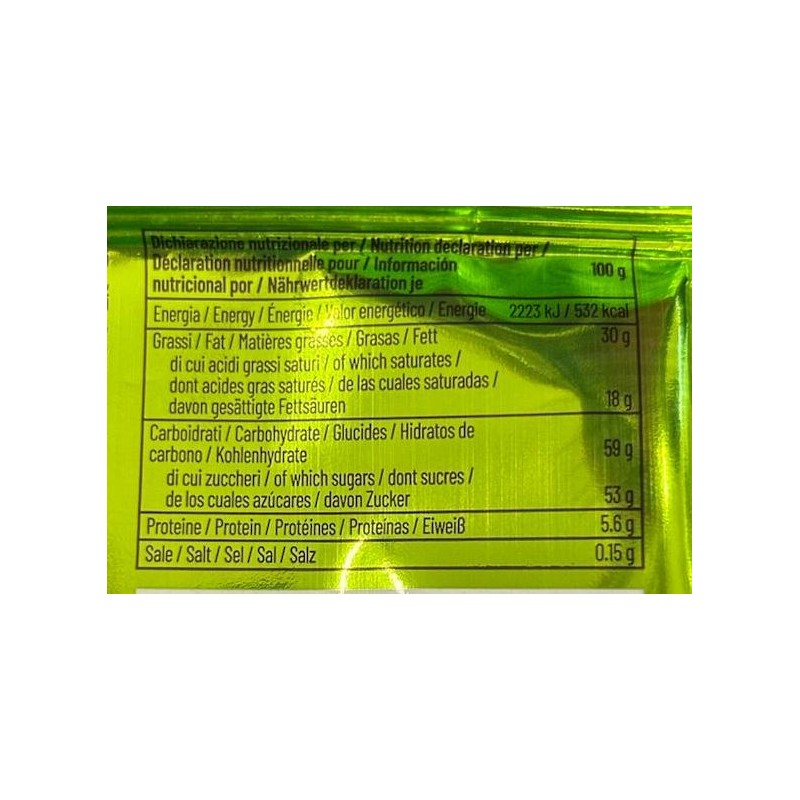 Dichiarazione nutrizionale per / Nutrition declaration per /
Déclaration nutritionnelle pour / Información
nutricional por / Nährwertdeklaration je
100 g
Energia / Energy / Énergie / Valor energético / Energie 2223 kJ / 532 kcal
Grassi / Fat / Matières grasses / Grasas / Fett 30 g
di cui acidi grassi saturi / of which saturates /
dont acides gras saturés / de las cuales saturadas /
davon gesättigte Fettsäuren 18 g
Carboidrati / Carbohydrate / Glucides / Hidratos de
carbono / Kohlenhydrate 59 g
di cui zuccheri / of which sugars / dont sucres /
de los cuales azúcares / davon Zucker 53 g
Proteine / Protein / Protéines / Proteínas / Eiweiß 5.6 g
Sale / Salt / Sel / Sal / Salz 0.15 g